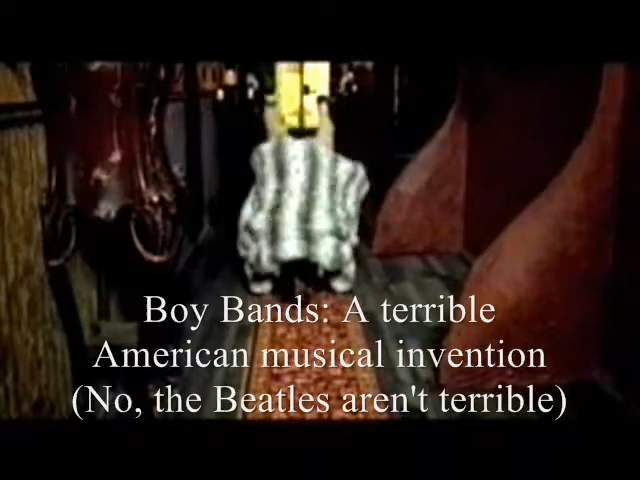 Boy Bands: A terrible
American musical invention
(No, the Beatles aren't terrible)